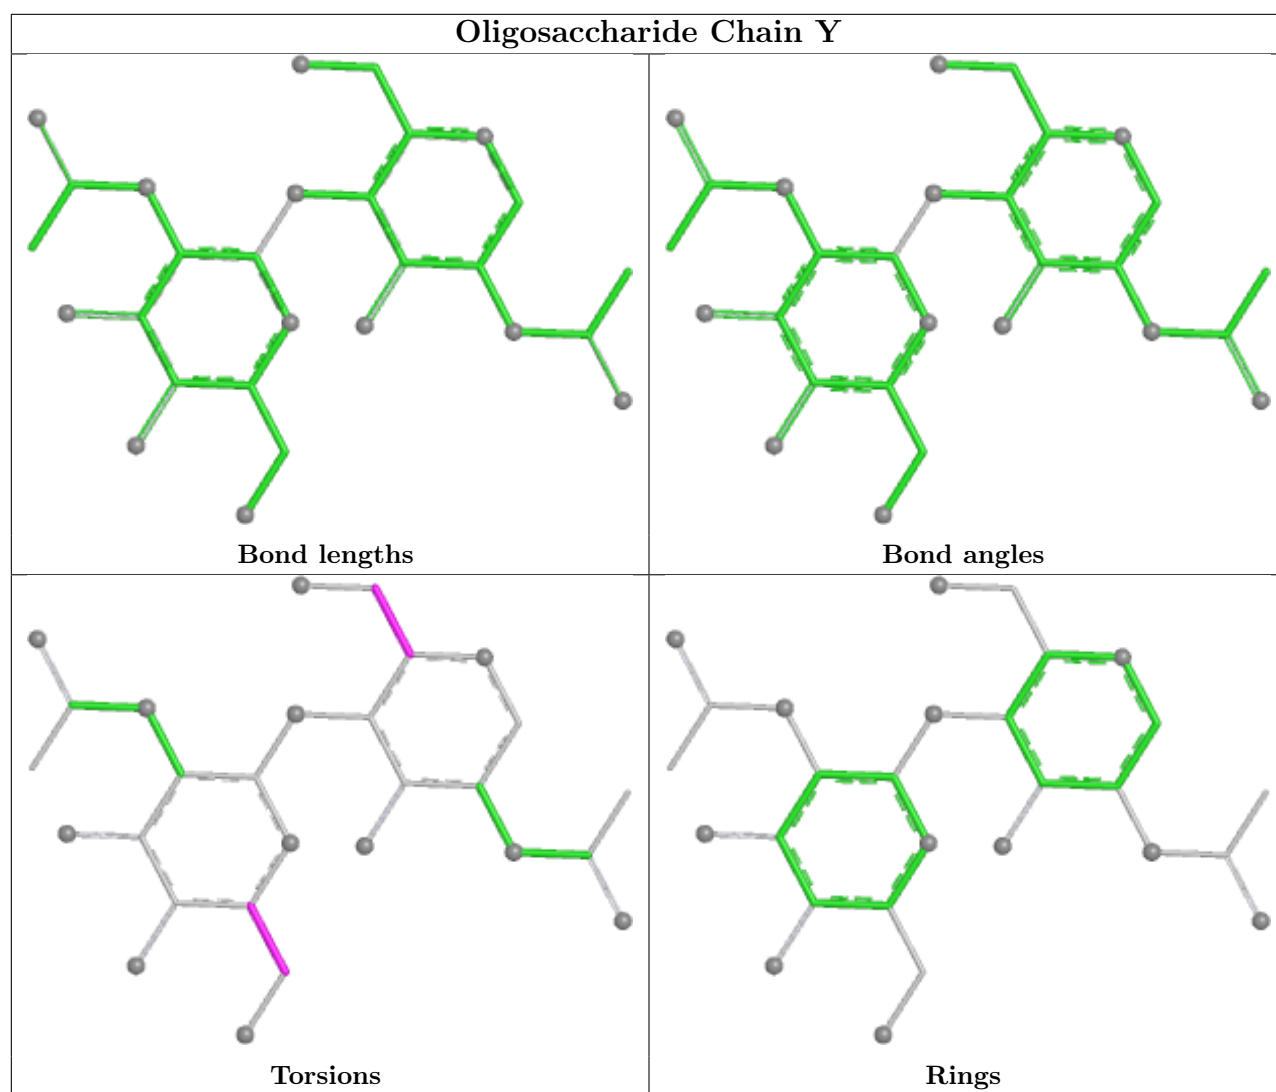 Oligosaccharide Chain Y
Bond lengths
Bond angles
Torsions
Rings